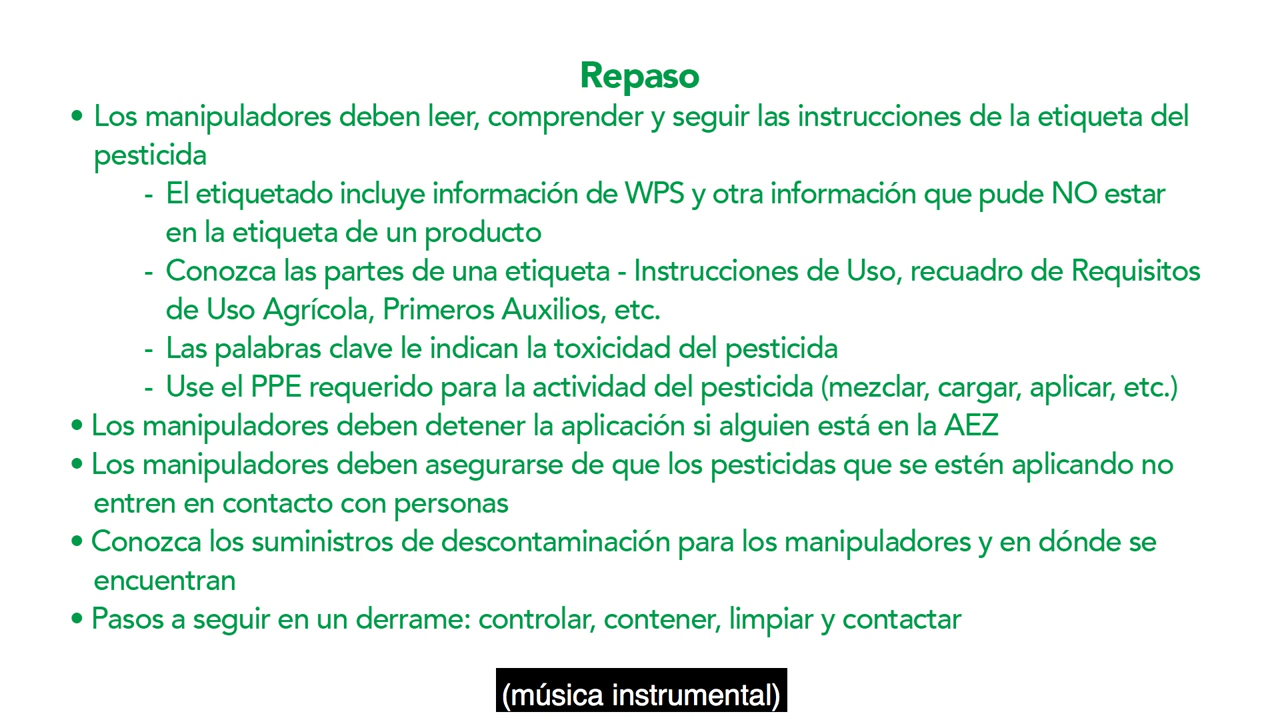 Repaso
• Los manipuladores deben leer, comprender y seguir las instrucciones de la etiqueta del
pesticida
- El etiquetado incluye información de WPS y otra información que pude NO estar
en la etiqueta de un producto
- Conozca las partes de una etiqueta - Instrucciones de Uso, recuadro de Requisitos
de Uso Agrícola, Primeros Auxilios, etc.
- Las palabras clave le indican la toxicidad del pesticida
- Use el PPE requerido para la actividad del pesticida (mezclar, cargar, aplicar, etc.)
• Los manipuladores deben detener la aplicación si alguien está en la AEZ
• Los manipuladores deben asegurarse de que los pesticidas que se estén aplicando no
entren en contacto con personas
• Conozca los suministros de descontaminación para los manipuladores y en dónde se
encuentran
• Pasos a seguir en un derrame: controlar, contener, limpiar y contactar
(música instrumental)